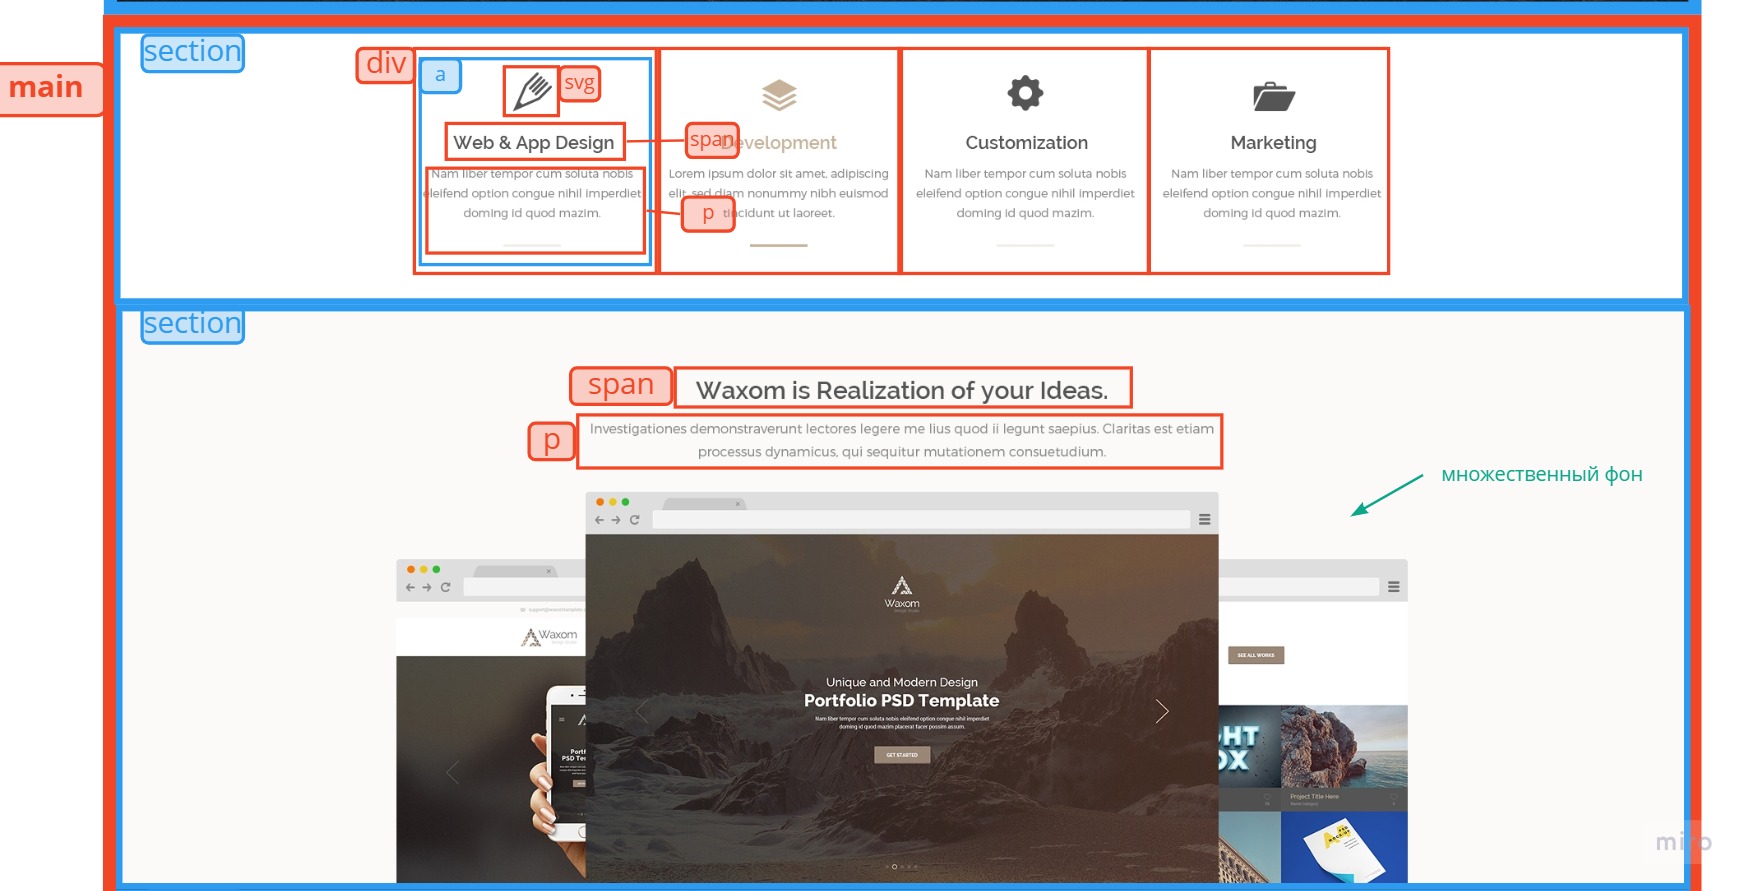 section
main
div
a
svg
Web & App Design
span
Development
Customization
Marketing
Nam liber tempor cum soluta nobis
eleifend option congue nihil imperdiet
doming id quod mazim.
Lorem ipsum dolor sit amet, adipiscing
elit, sed diam nonummy nibh euismod
tincidunt ut laoreet.
p
Nam liber tempor cum soluta nobis
eleifend option congue nihil imperdiet
doming id quod mazim.
Nam liber tempor cum soluta nobis
eleifend option congue nihil imperdiet
doming id quod mazim.
section
span
Waxom is Realization of your Ideas.
p
Investigationes demonstraverunt lectores legere me lius quod ii legunt saepius. Claritas est etiam
processus dynamicus, qui sequitur mutationem consuetudium.
множественный фон
Waxom
Design Studio
Unique and Modern Design
Portfolio PSD Template
Nam liber tempor cum soluta nobis eleifend option congue nihil imperdiet
doming id quod mazim placerat facer possim assum.
GET STARTED
Waxom
SEE ALL WORKS
Project Title Here
miro